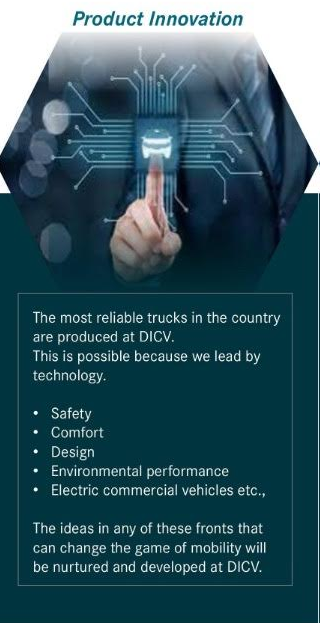 Product Innovation
The most reliable trucks in the country
are produced at DICV.
This is possible because we lead by
technology.
• Safety
• Comfort
• Design
• Environmental performance
• Electric commercial vehicles etc.,
The ideas in any of these fronts that
can change the game of mobility will
be nurtured and developed at DICV.